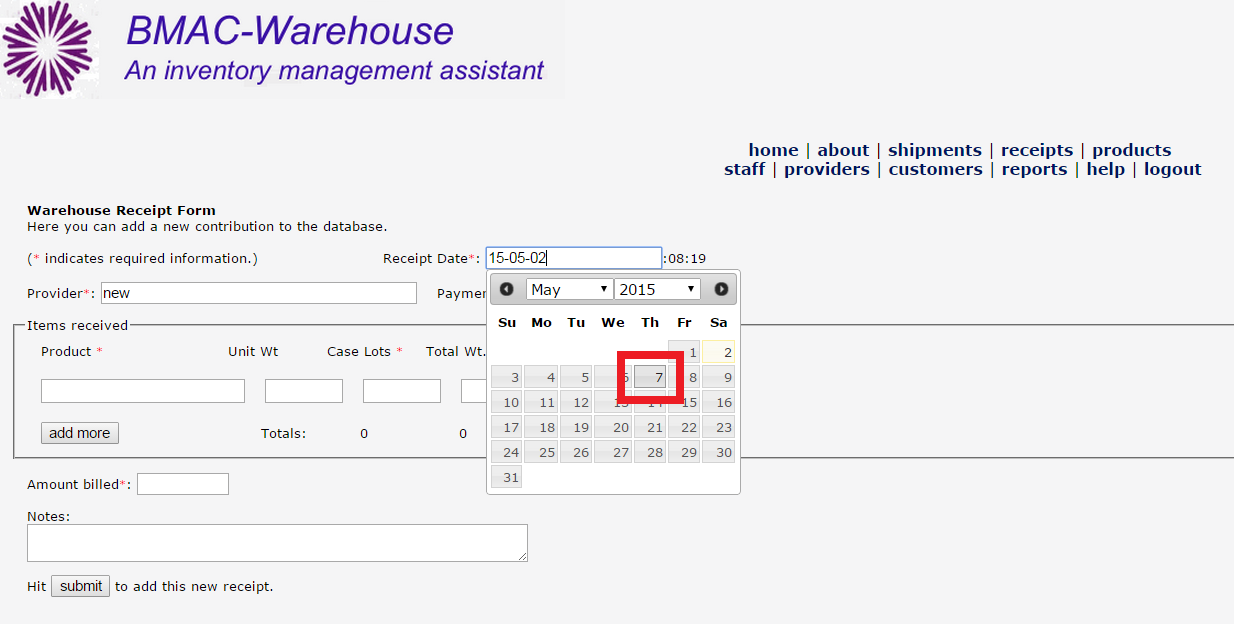 BMAC-Warehouse
An inventory management assistant
home | about | shipments | receipts | products
staff | providers | customers | reports | help | logout
Warehouse Receipt Form
Here you can add a new contribution to the database.
(* indicates required information.) Receipt Date*: 15-05-02 :08:19
Provider*: new
May 2015
Su Mo Tu We Th Fr Sa
1 2
3 4 5 6 7 8 9
10 11 12 13 14 15 16
17 18 19 20 21 22 23
24 25 26 27 28 29 30
31
Items received
Product * Unit Wt Case Lots * Total Wt.
add more Totals: 0 0
Amount billed*:
Notes:
Hit submit to add this new receipt.